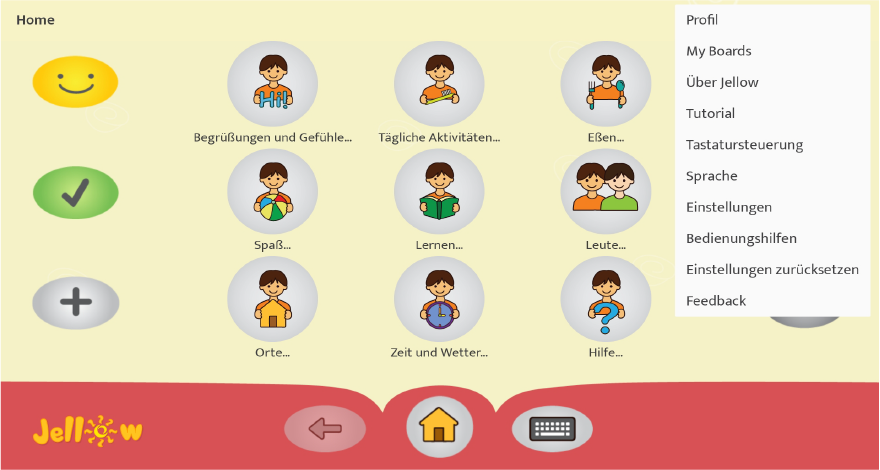 Home
Hi!
Begrüßungen und Gefühle...
Tägliche Aktivitäten...
Eßen...
Spaß...
Lernen...
Leute...
Orte...
Zeit und Wetter...
Hilfe...
Profil
My Boards
Über Jellow
Tutorial
Tastatursteuerung
Sprache
Einstellungen
Bedienungshilfen
Einstellungen zurücksetzen
Feedback
Jellow